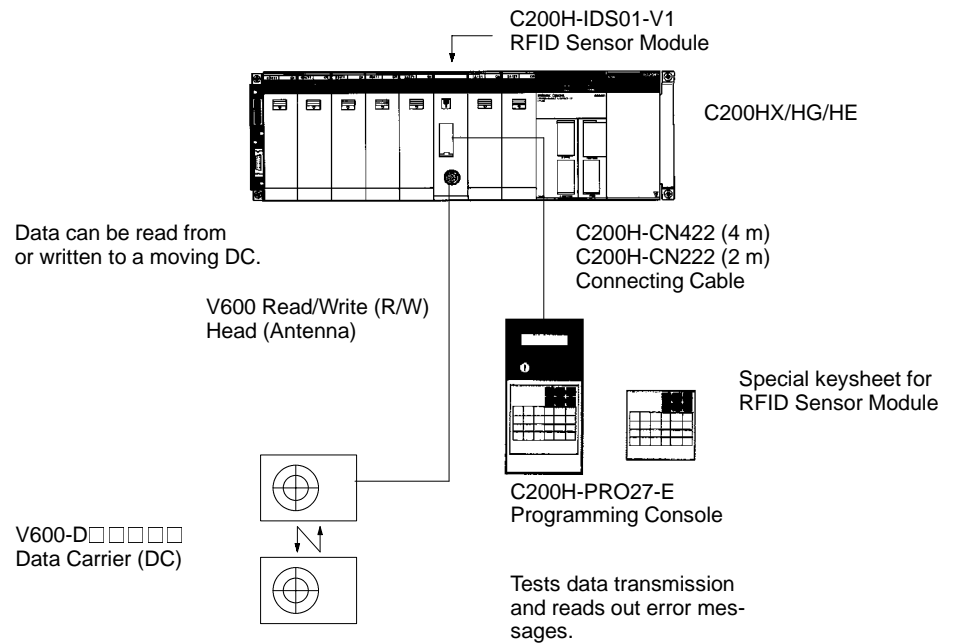 C200H-IDS01-V1
RFID Sensor Module
C200HX/HG/HE
Data can be read from
or written to a moving DC.
C200H-CN422 (4 m)
C200H-CN222 (2 m)
Connecting Cable
V600 Read/Write (R/W)
Head (Antenna)
Special keysheet for
RFID Sensor Module
C200H-PRO27-E
Programming Console
V600-D□□□□□
Data Carrier (DC)
Tests data transmission
and reads out error mes-
sages.